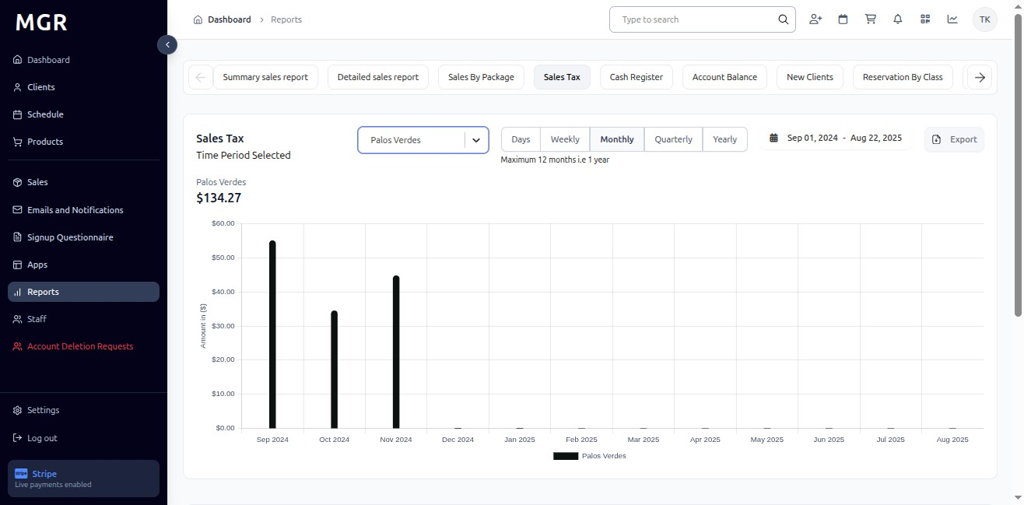 MGR
Dashboard
Clients
Schedule
Products
Sales
Emails and Notifications
Signup Questionnaire
Apps
Reports
Staff
Account Deletion Requests
Settings
Log out
stripe Stripe
Live payments enabled
Dashboard > Reports
Type to search
TK
Summary sales report Detailed sales report Sales By Package Sales Tax Cash Register Account Balance New Clients Reservation By Class
Sales Tax
Time Period Selected
Palos Verdes
Days Weekly Monthly Quarterly Yearly
Maximum 12 months i.e 1 year
Sep 01, 2024 - Aug 22, 2025
Export
Palos Verdes
$134.27
Amount in ($)
$60.00
$50.00
$40.00
$30.00
$20.00
$10.00
$0.00
Sep 2024 Oct 2024 Nov 2024 Dec 2024 Jan 2025 Feb 2025 Mar 2025 Apr 2025 May 2025 Jun 2025 Jul 2025 Aug 2025
Palos Verdes